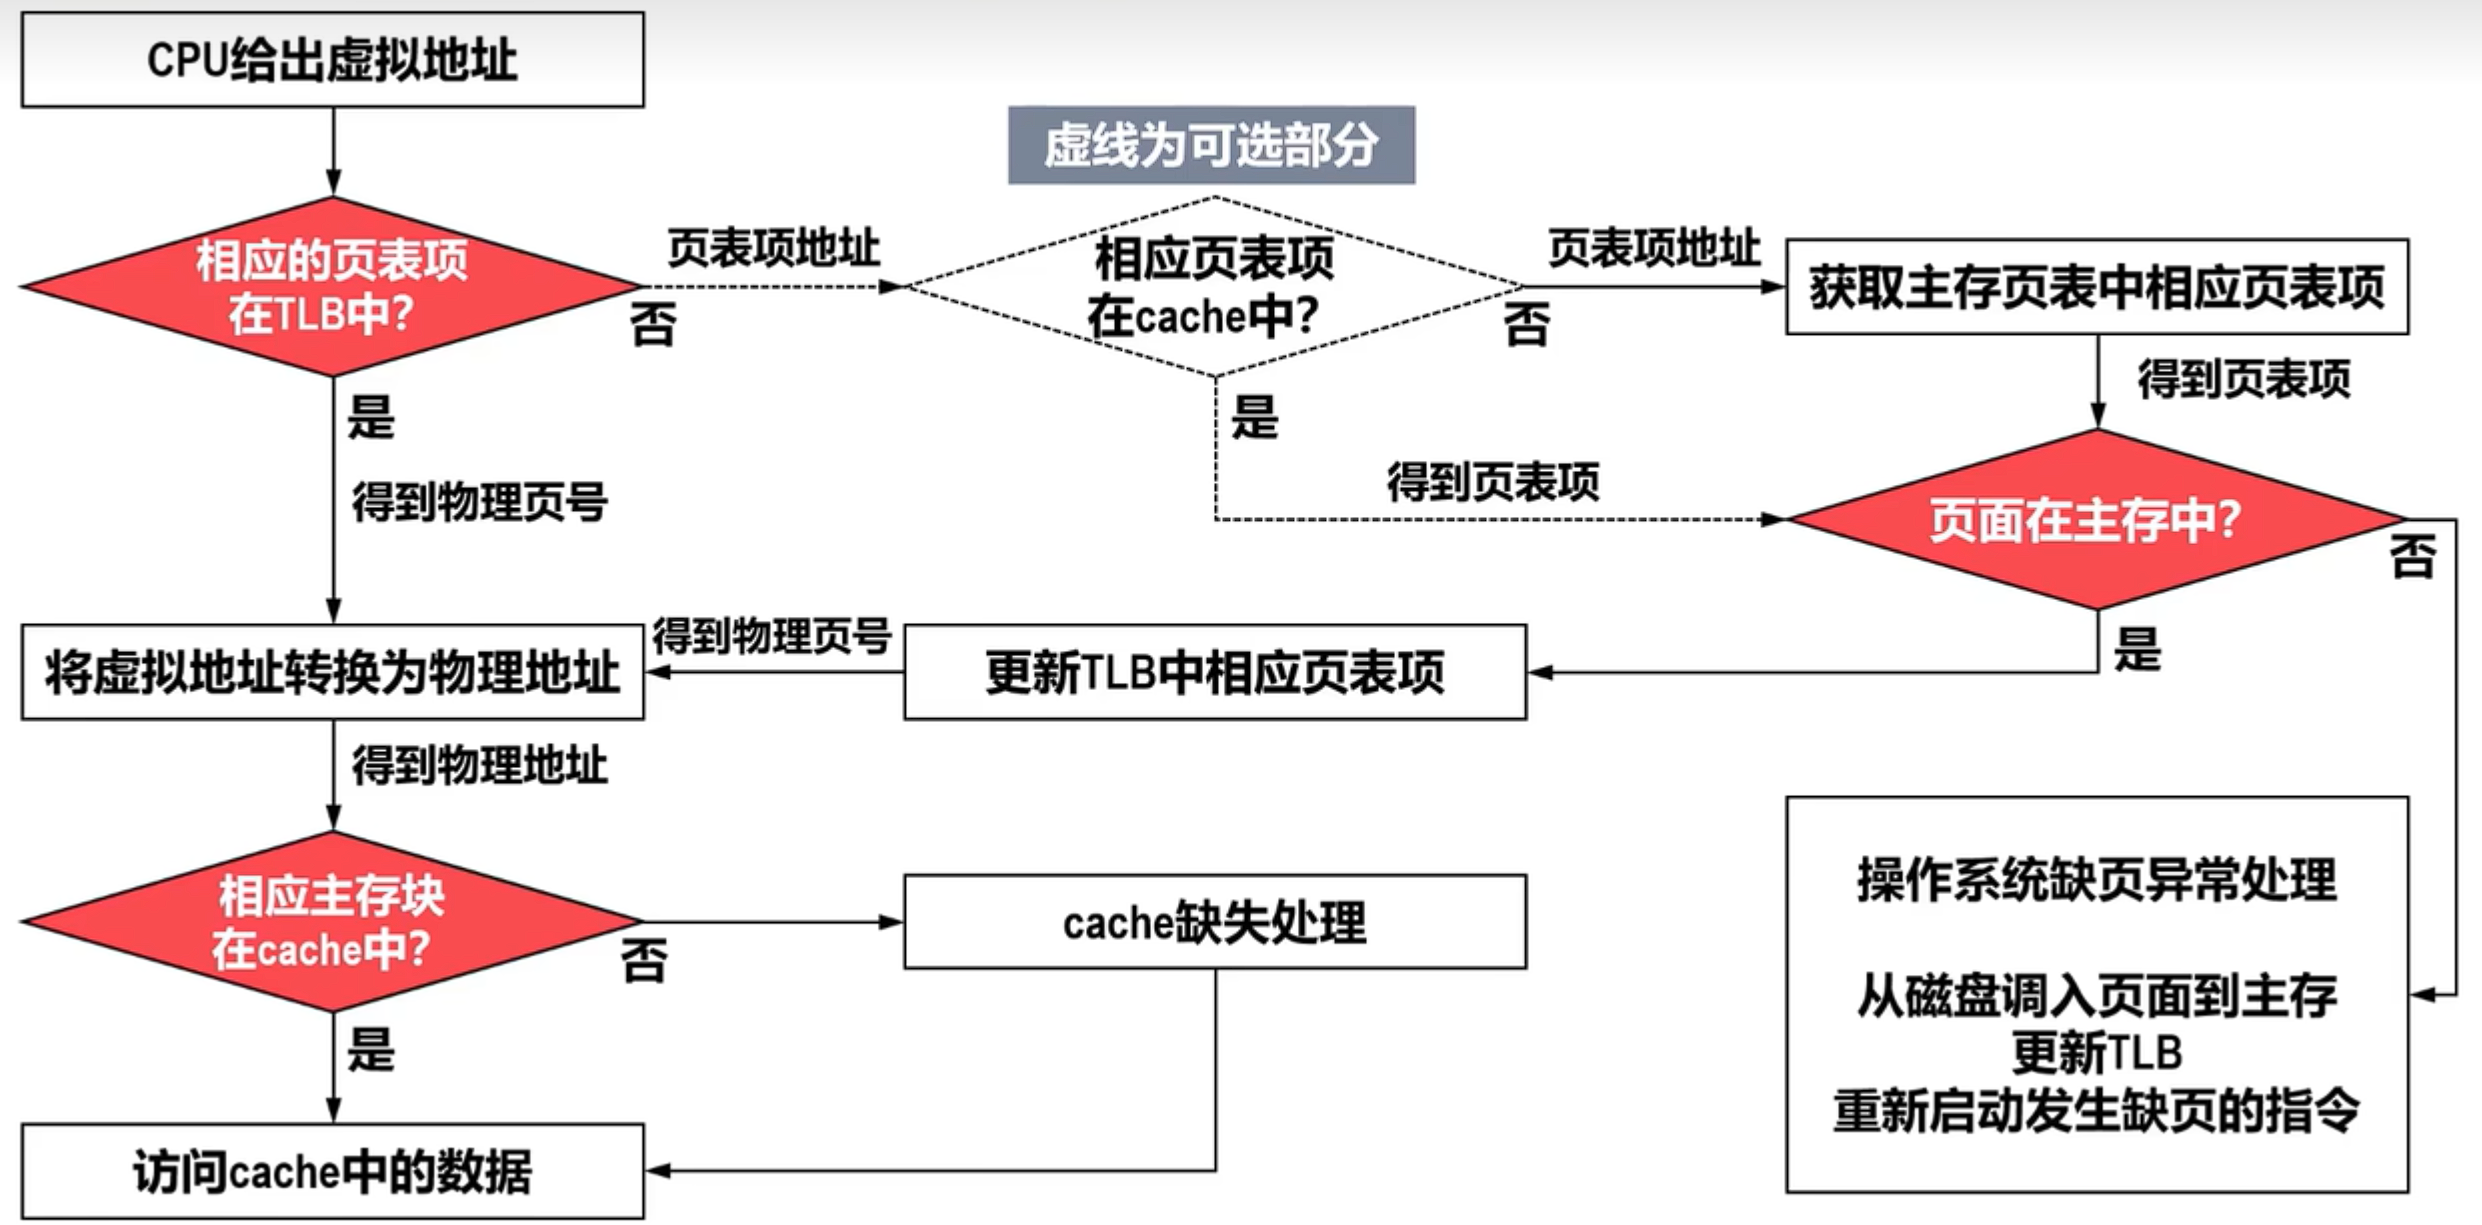 CPU给出虚拟地址
虚线为可选部分
相应的页表项
在TLB中?
否
页表项地址
相应页表项
在cache中?
否
页表项地址
获取主存页表中相应页表项
是
得到物理页号
是
得到页表项
得到页表项
页面在主存中?
否
是
将虚拟地址转换为物理地址
得到物理页号
更新TLB中相应页表项
得到物理地址
相应主存块
在cache中?
否
cache缺失处理
是
访问cache中的数据
操作系统缺页异常处理
从磁盘调入页面到主存
更新TLB
重新启动发生缺页的指令